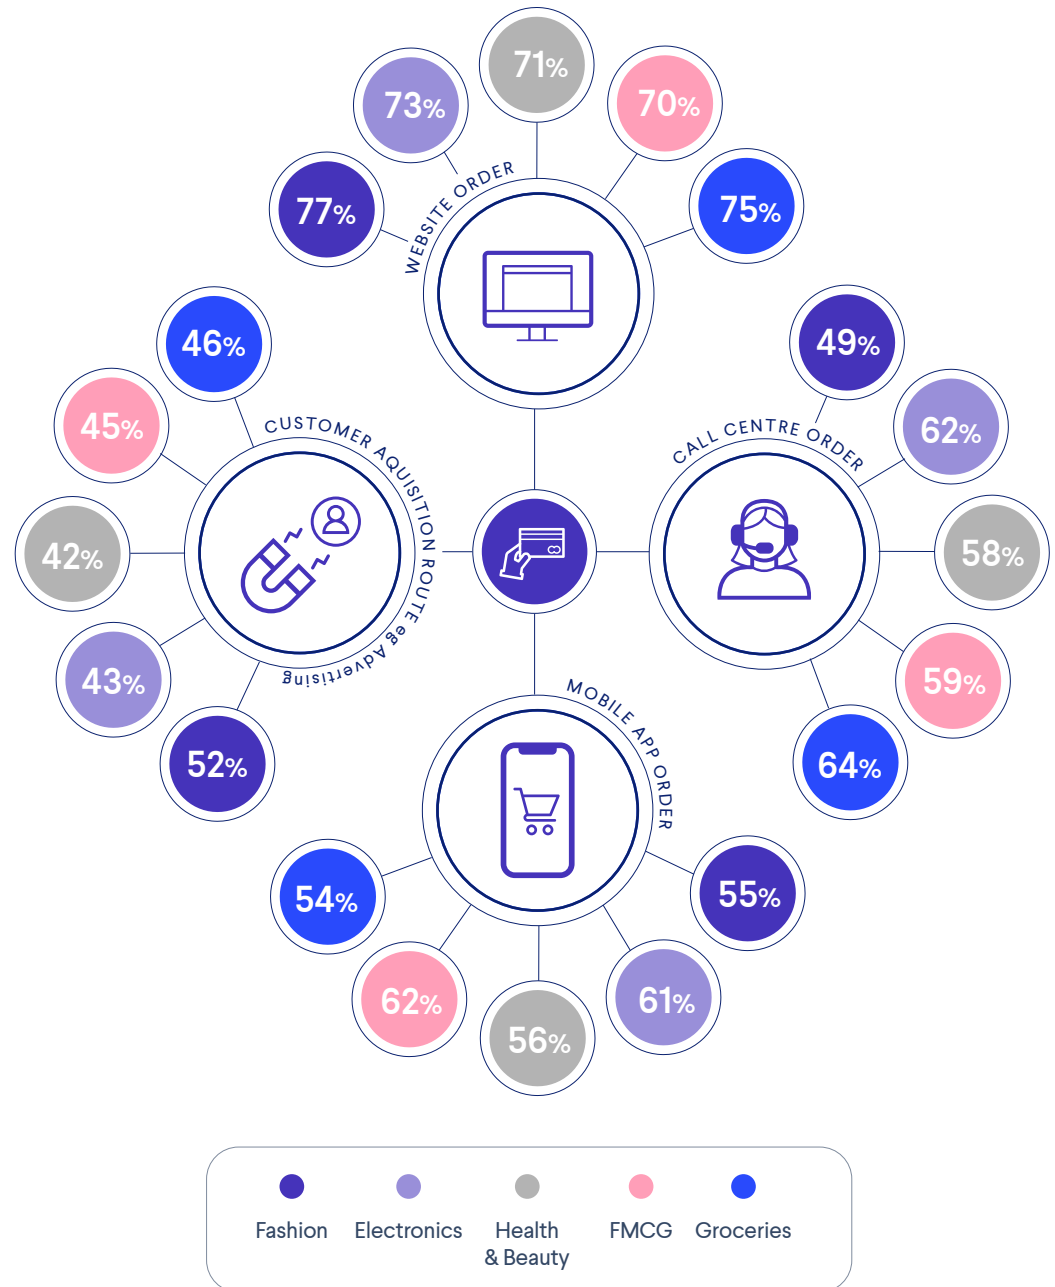 71%
73%
70%
77%
75%
WEBSITE ORDER
46%
49%
45%
62%
CUSTOMER AQUISITION ROUTE eg Advertising
CALL CENTRE ORDER
42%
58%
43%
59%
52%
64%
MOBILE APP ORDER
54%
55%
62%
61%
56%
Fashion
Electronics
Health
& Beauty
FMCG
Groceries